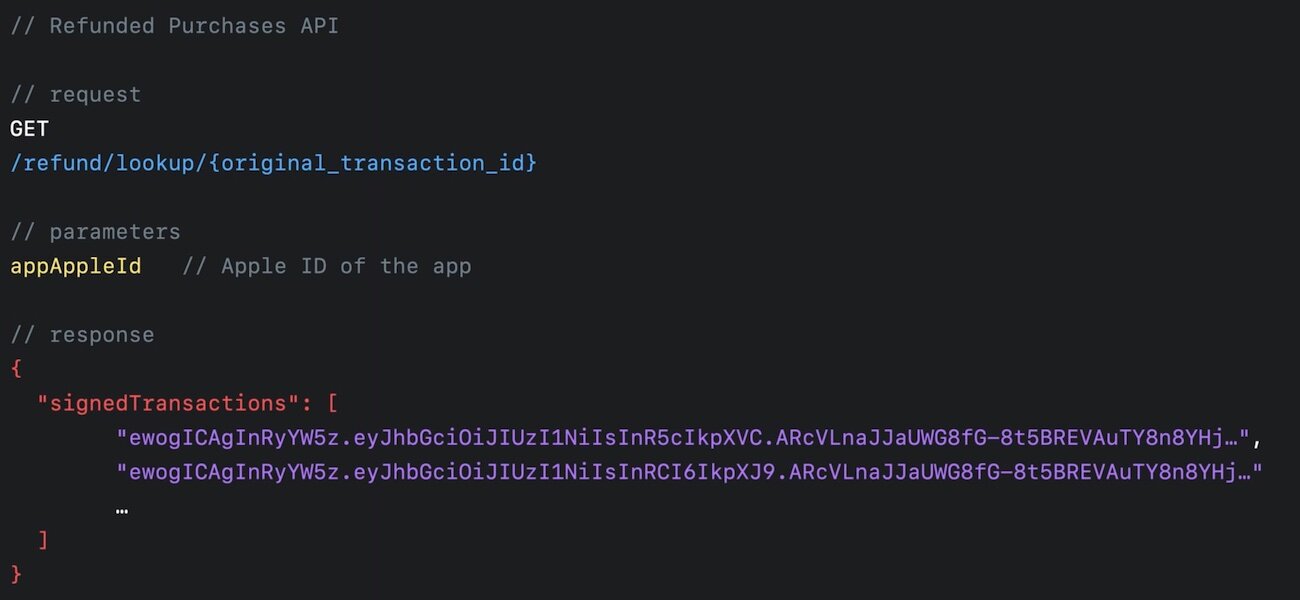 // Refunded Purchases API
// request
GET
/refund/lookup/{original_transaction_id}
// parameters
appAppleId // Apple ID of the app
// response
{
"signedTransactions": [
"ewogICAgInRyYW5z.eyJhbGciOiJIUzI1NiIsInR5cIkpXVC.ARcVLnaJJaUWG8fG-8t5BREVAuTY8n8YHj…",
"ewogICAgInRyYW5z.eyJhbGciOiJIUzI1NiIsInRCI6IkpXJ9.ARcVLnaJJaUWG8fG-8t5BREVAuTY8n8YHj…"
…
]
}